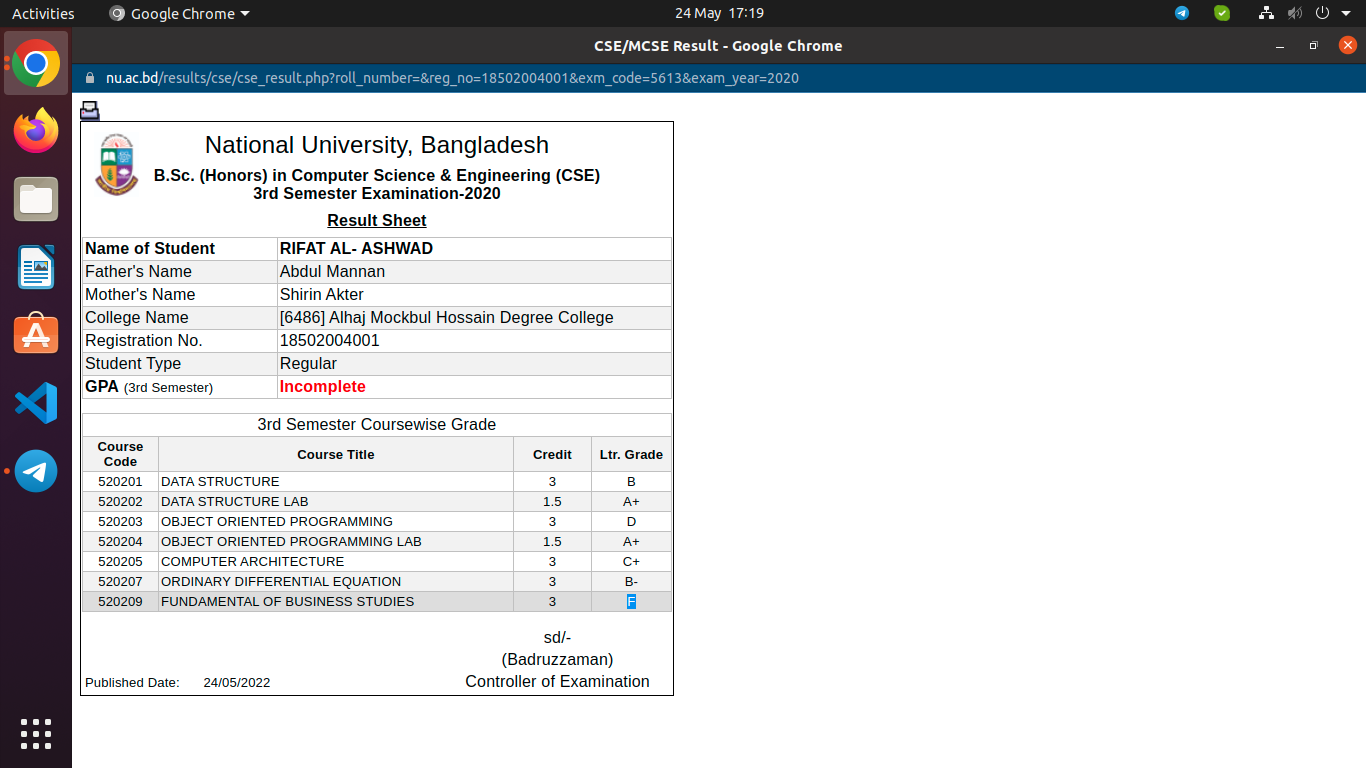 Activities Google Chrome 24 May 17:19
CSE/MCSE Result - Google Chrome
nu.ac.bd/results/cse/cse_result.php?roll_number=&reg_no=18502004001&exm_code=5613&exam_year=2020
National University, Bangladesh
B.Sc. (Honors) in Computer Science & Engineering (CSE)
3rd Semester Examination-2020
Result Sheet
Name of Student RIFAT AL- ASHWAD
Father's Name Abdul Mannan
Mother's Name Shirin Akter
College Name [6486] Alhaj Mockbul Hossain Degree College
Registration No. 18502004001
Student Type Regular
GPA (3rd Semester) Incomplete
3rd Semester Coursewise Grade
Course Code Course Title Credit Ltr. Grade
520201 DATA STRUCTURE 3 B
520202 DATA STRUCTURE LAB 1.5 A+
520203 OBJECT ORIENTED PROGRAMMING 3 D
520204 OBJECT ORIENTED PROGRAMMING LAB 1.5 A+
520205 COMPUTER ARCHITECTURE 3 C+
520207 ORDINARY DIFFERENTIAL EQUATION 3 B-
520209 FUNDAMENTAL OF BUSINESS STUDIES 3 F
sd/-
(Badruzzaman)
Published Date: 24/05/2022 Controller of Examination